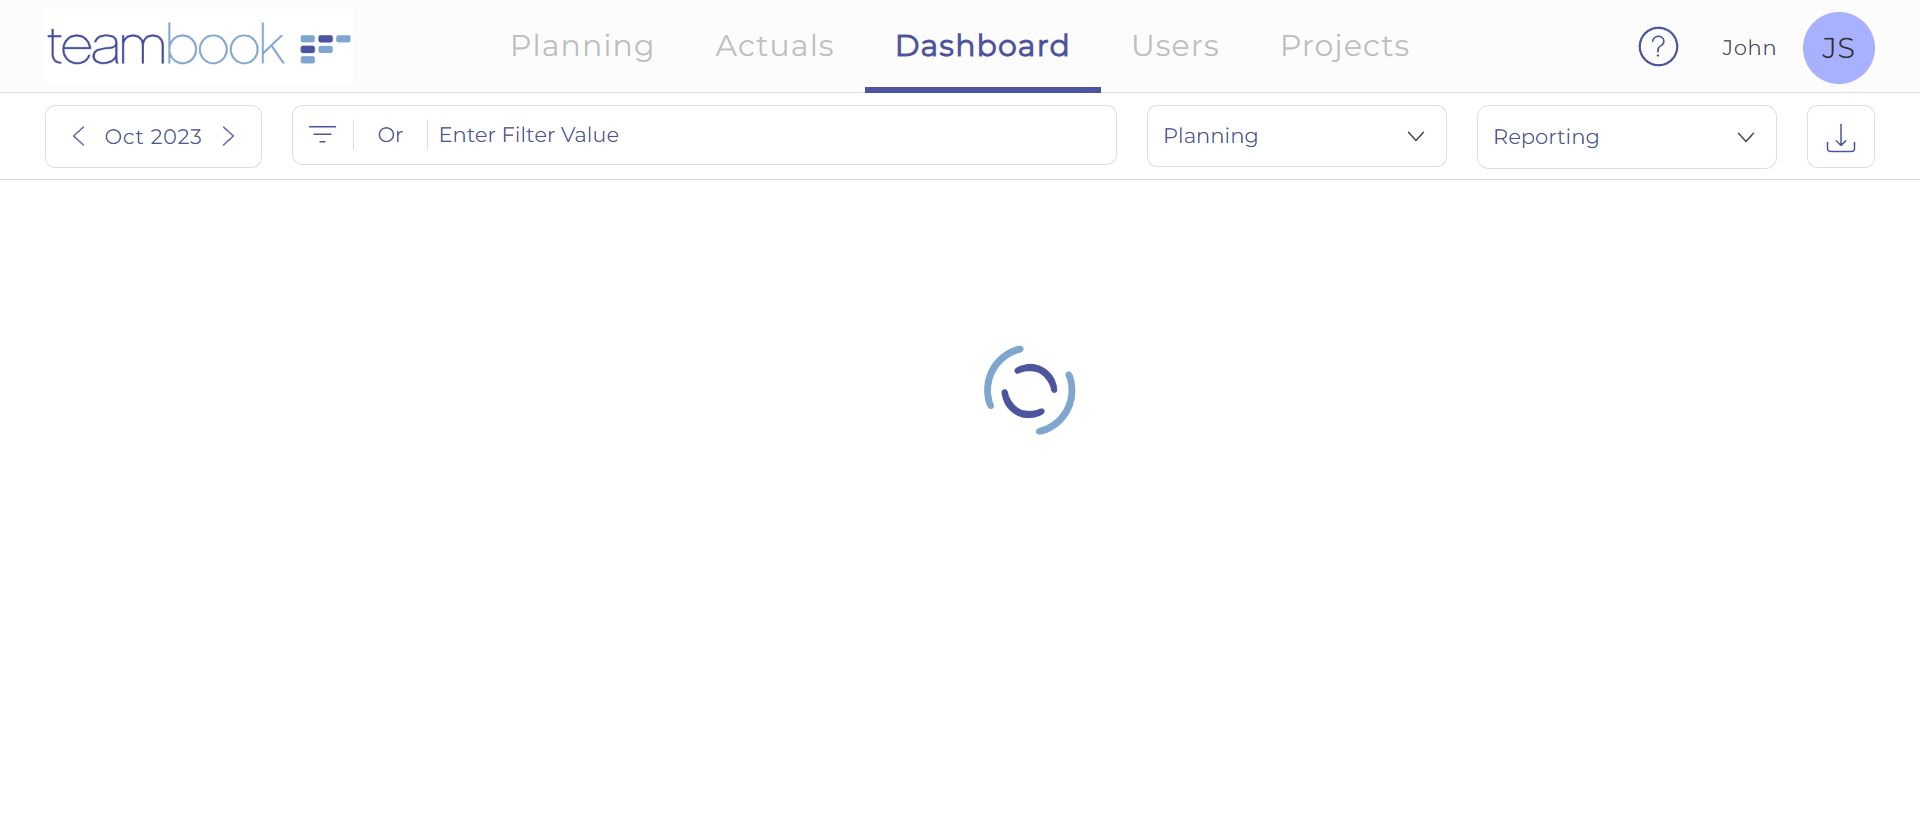 teambook
Planning Actuals Dashboard Users Projects
? John JS
Oct 2023 Or Enter Filter Value Planning Reporting